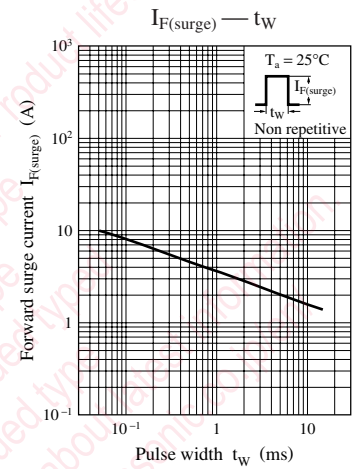 I_F(surge) — t_W
T_a = 25°C
I_F(surge)
t_W
Non repetitive
10³
10²
10
1
10⁻¹
Forward surge current I_F(surge) (A)
10⁻¹
1
10
Pulse width t_W (ms)